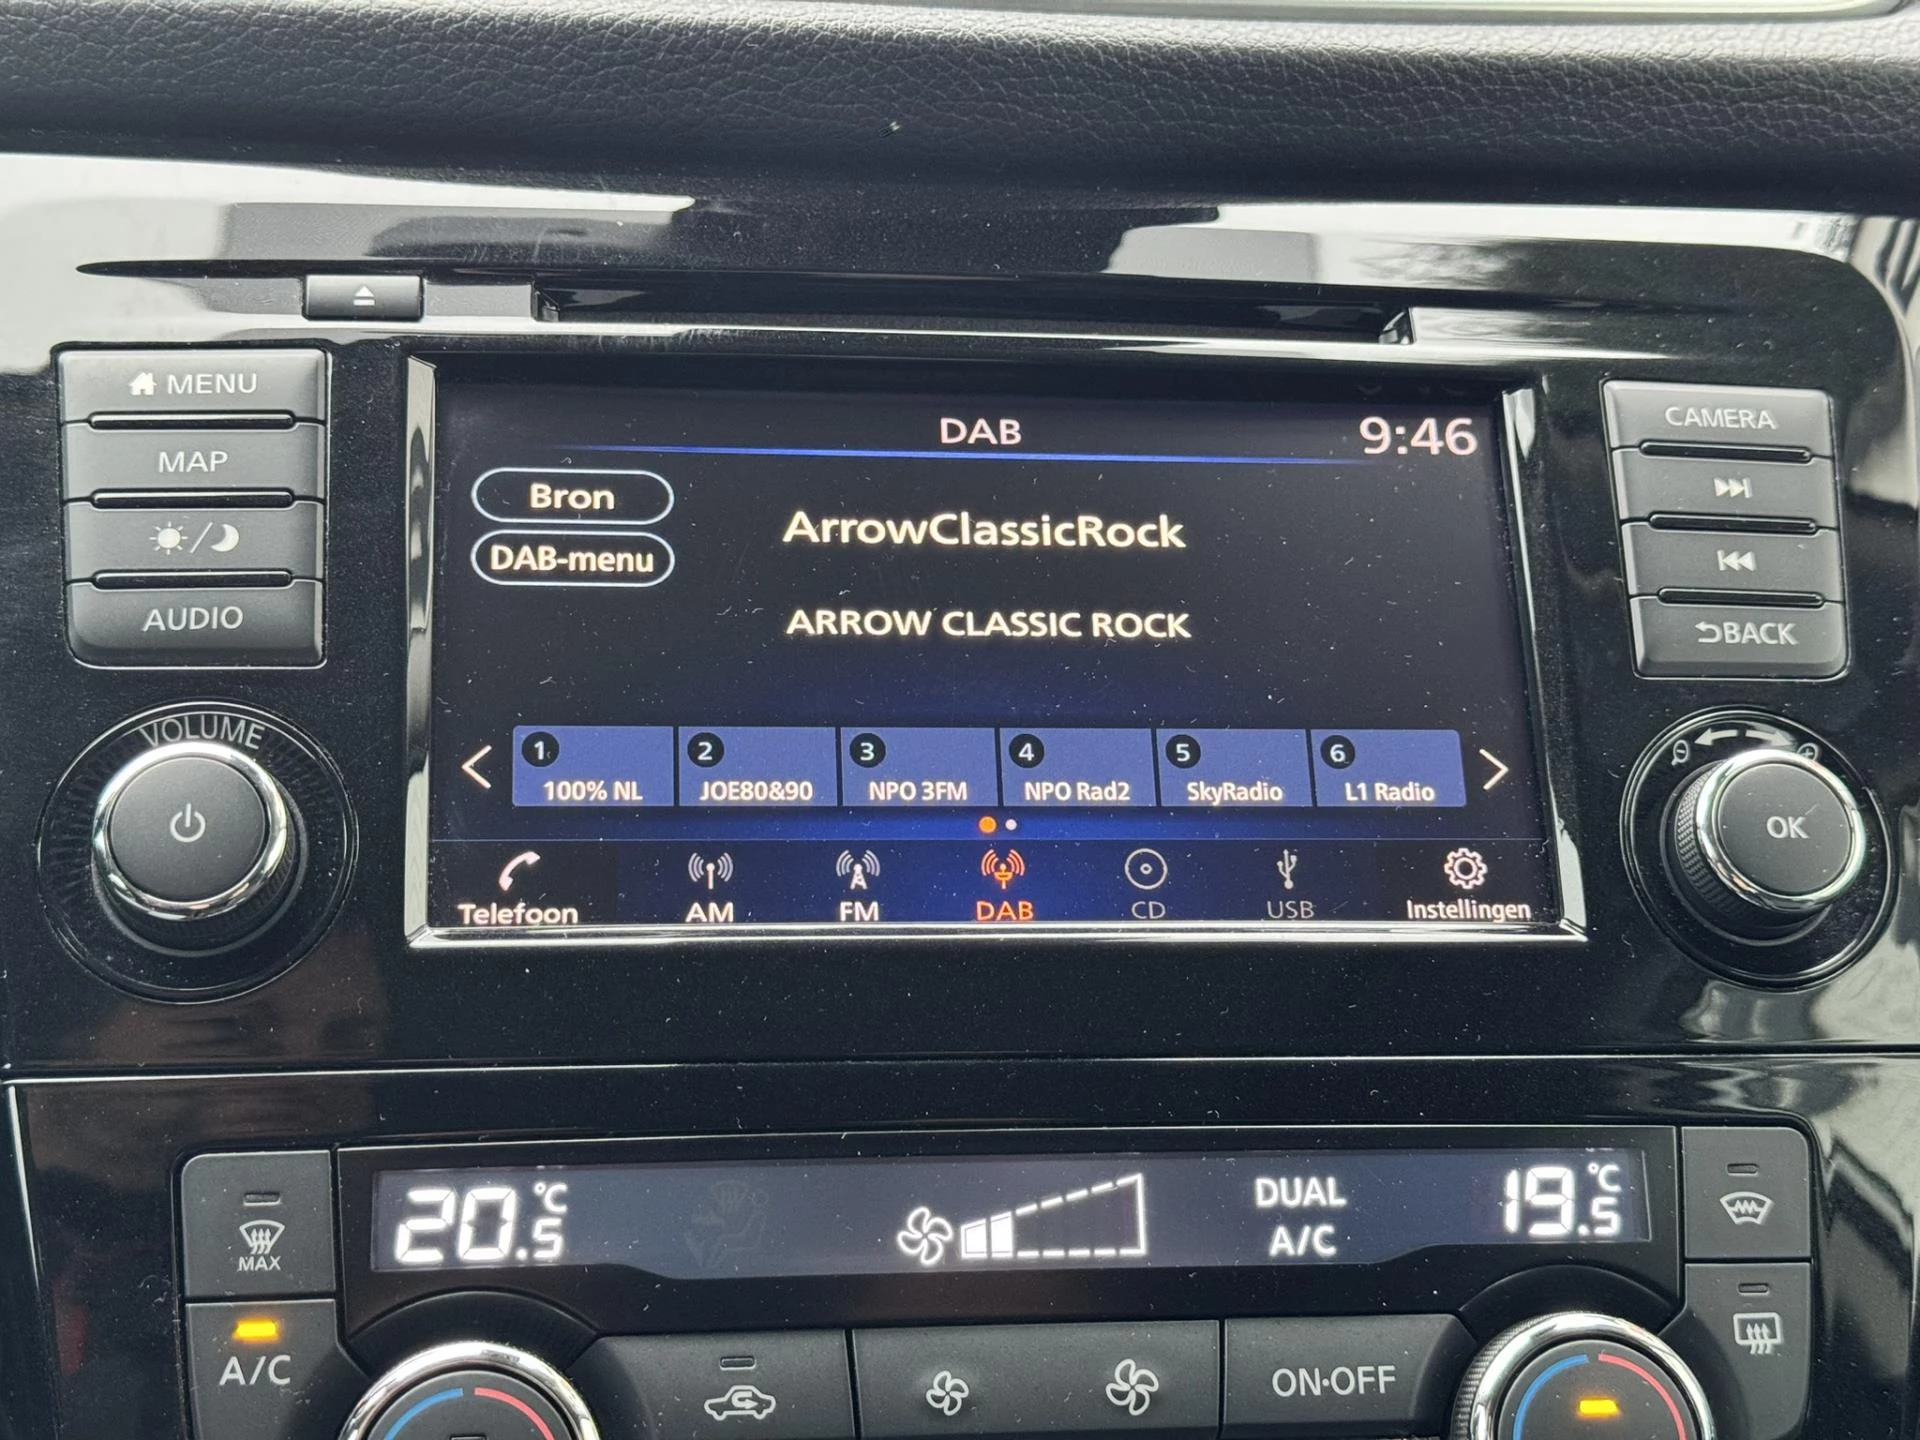 MENU
MAP
AUDIO
VOLUME
DAB
9:46
Bron
DAB-menu
ArrowClassicRock
ARROW CLASSIC ROCK
1 100% NL
2 JOE80&90
3 NPO 3FM
4 NPO Rad2
5 SkyRadio
6 L1 Radio
Telefoon
AM
FM
DAB
CD
USB
Instellingen
CAMERA
BACK
OK
MAX
20.5 °C
DUAL
A/C
19.5 °C
A/C
ON·OFF